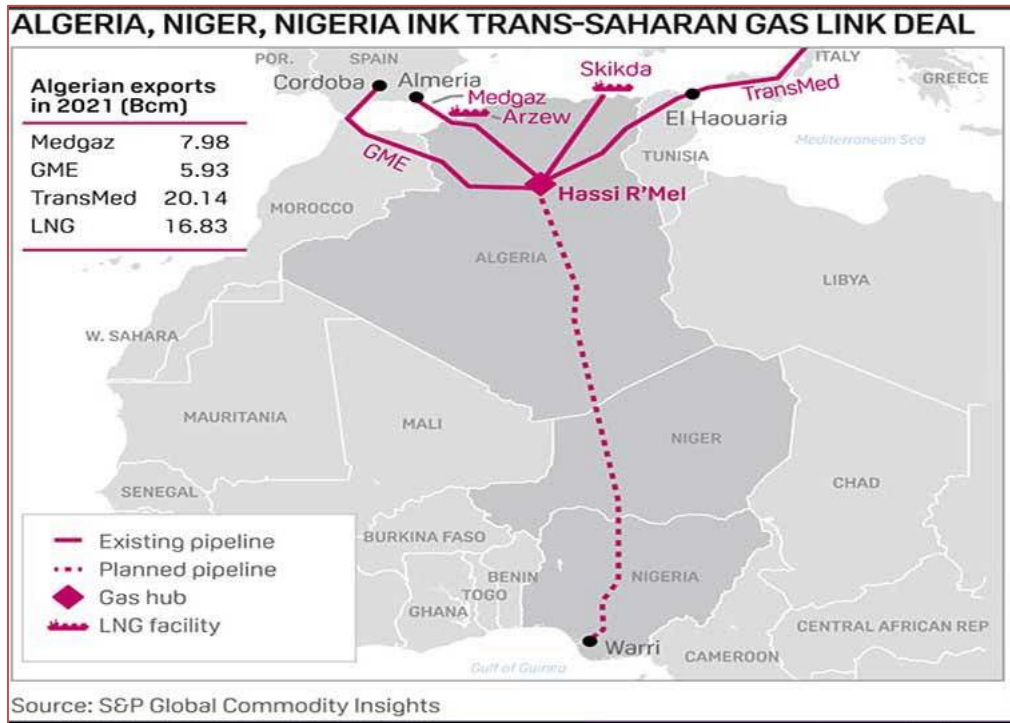 ALGERIA, NIGER, NIGERIA INK TRANS-SAHARAN GAS LINK DEAL
Algerian exports
in 2021 (Bcm)
Medgaz 7.98
GME 5.93
TransMed 20.14
LNG 16.83
POR.
SPAIN
Cordoba
Almeria
Medgaz
Arzew
Skikda
ITALY
TransMed
GREECE
El Haouaria
Mediterranean Sea
GME
TUNISIA
Hassi R'Mel
MOROCCO
ALGERIA
LIBYA
W. SAHARA
MAURITANIA
MALI
NIGER
CHAD
SENEGAL
BURKINA FASO
BENIN
TOGO
GHANA
NIGERIA
Warri
CAMEROON
CENTRAL AFRICAN REP
Gulf of Guinea
Existing pipeline
Planned pipeline
Gas hub
LNG facility
Source: S&P Global Commodity Insights